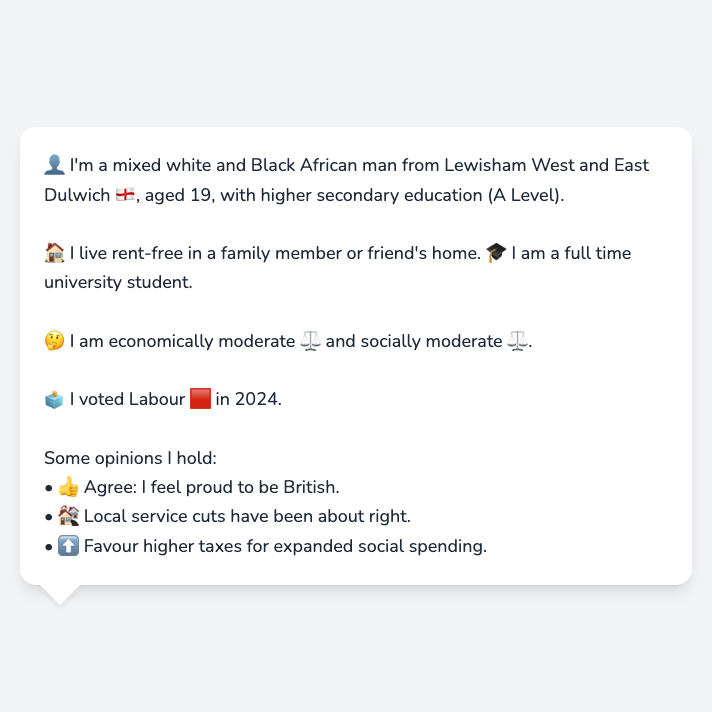 👤 I'm a mixed white and Black African man from Lewisham West and East
Dulwich 🏴󠁧󠁢󠁥󠁮󠁧󠁿, aged 19, with higher secondary education (A Level).
🏠 I live rent-free in a family member or friend's home. 🎓 I am a full time
university student.
🤔 I am economically moderate ⚖️ and socially moderate ⚖️.
🗳️ I voted Labour 🟥 in 2024.
Some opinions I hold:
• 👍 Agree: I feel proud to be British.
• 🏚️ Local service cuts have been about right.
• ⬆️ Favour higher taxes for expanded social spending.